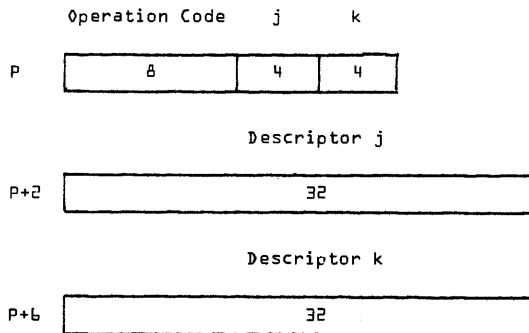 Operation Code j k
P 8 4 4
Descriptor j
P+2 32
Descriptor k
P+6 32